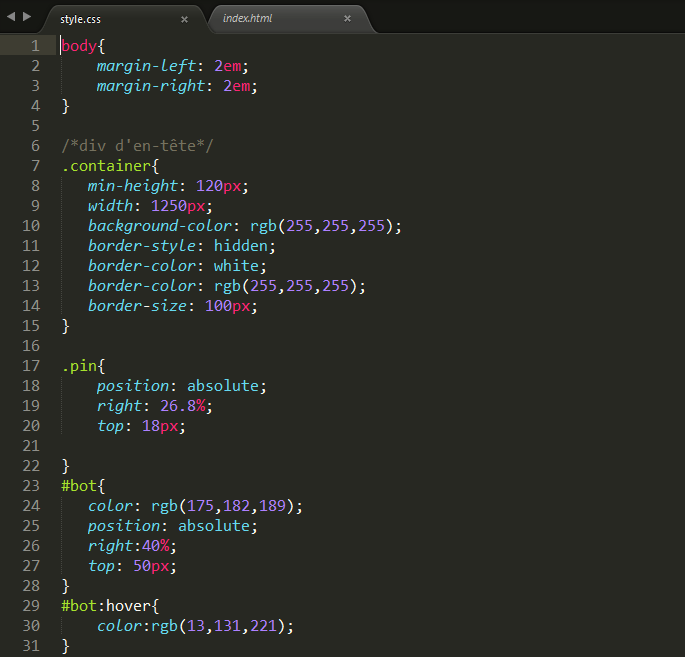 style.css × index.html ×
1 body{
2     margin-left: 2em;
3     margin-right: 2em;
4 }
5
6 /*div d'en-tête*/
7 .container{
8    min-height: 120px;
9    width: 1250px;
10    background-color: rgb(255,255,255);
11    border-style: hidden;
12    border-color: white;
13    border-color: rgb(255,255,255);
14    border-size: 100px;
15 }
16
17 .pin{
18     position: absolute;
19     right: 26.8%;
20     top: 18px;
21
22 }
23 #bot{
24    color: rgb(175,182,189);
25    position: absolute;
26    right:40%;
27    top: 50px;
28 }
29 #bot:hover{
30     color:rgb(13,131,221);
31 }